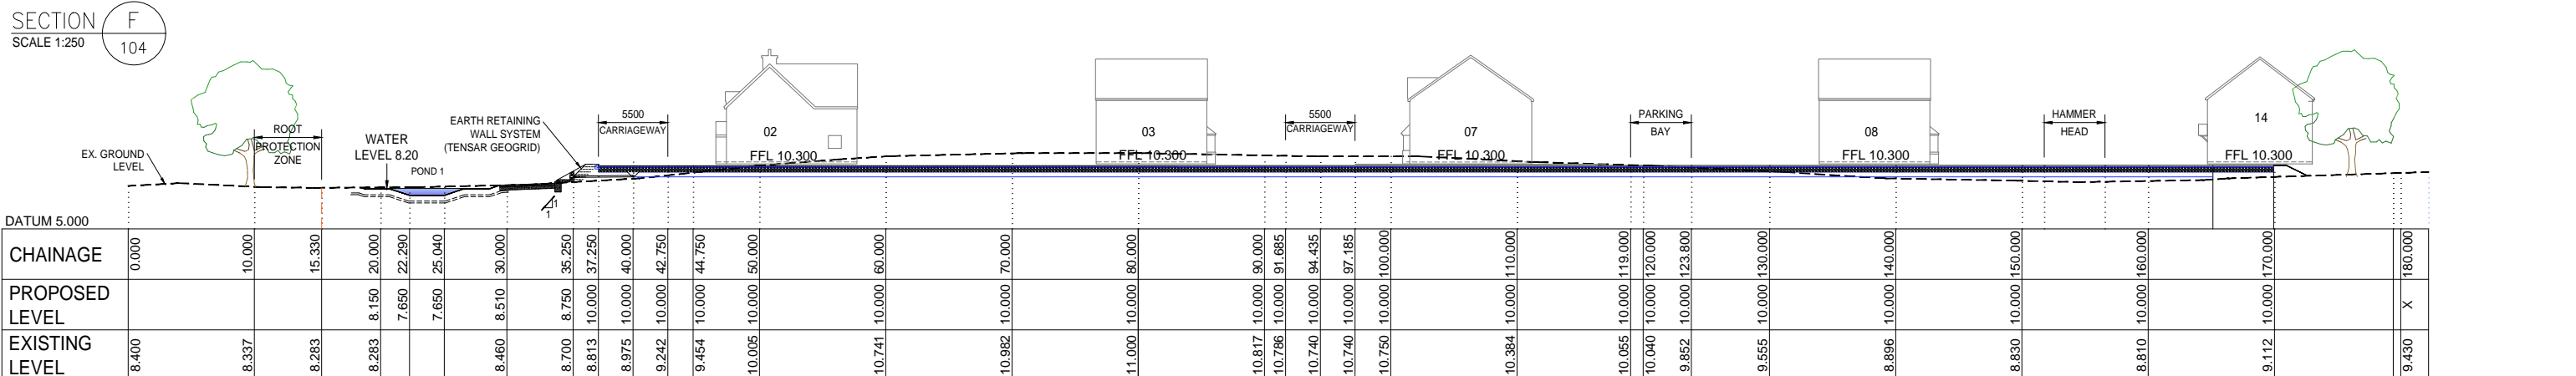 SECTION F
SCALE 1:250 104
EX. GROUND
LEVEL
ROOT
PROTECTION
ZONE
WATER
LEVEL 8.20
POND 1
EARTH RETAINING
WALL SYSTEM
(TENSAR GEOGRID)
1
1
5500
CARRIAGEWAY
02
FFL 10.300
03
FFL 10.300
5500
CARRIAGEWAY
07
FFL 10.300
PARKING
BAY
08
FFL 10.300
HAMMER
HEAD
14
FFL 10.300
DATUM 5.000
CHAINAGE 0.000 10.000 15.330 20.000 22.290 25.040 30.000 35.250 37.250 40.000 42.750 44.750 50.000 60.000 70.000 80.000 90.000 91.685 94.435 97.185 100.000 110.000 119.000 120.000 123.800 130.000 140.000 150.000 160.000 170.000 180.000
PROPOSED
LEVEL 8.150 7.650 7.650 8.510 8.750 10.000 10.000 10.000 10.000 10.000 10.000 10.000 10.000 10.000 10.000 10.000 10.000 10.000 10.000 10.000 10.000 10.000 10.000 10.000 10.000 10.000 10.000 X
EXISTING
LEVEL 8.400 8.337 8.283 8.283 8.460 8.700 8.813 8.975 9.242 9.454 10.005 10.741 10.982 11.000 10.817 10.786 10.740 10.740 10.750 10.384 10.055 10.040 9.852 9.555 8.896 8.830 8.810 9.112 9.430